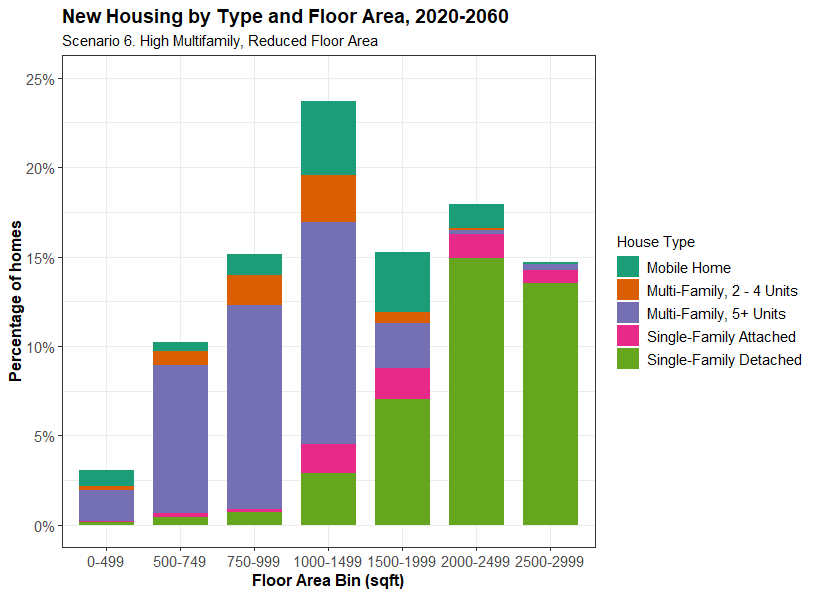 New Housing by Type and Floor Area, 2020-2060
Scenario 6. High Multifamily, Reduced Floor Area
Percentage of homes
25%
20%
15%
10%
5%
0%
0-499 500-749 750-999 1000-1499 1500-1999 2000-2499 2500-2999
Floor Area Bin (sqft)
House Type
Mobile Home
Multi-Family, 2 - 4 Units
Multi-Family, 5+ Units
Single-Family Attached
Single-Family Detached